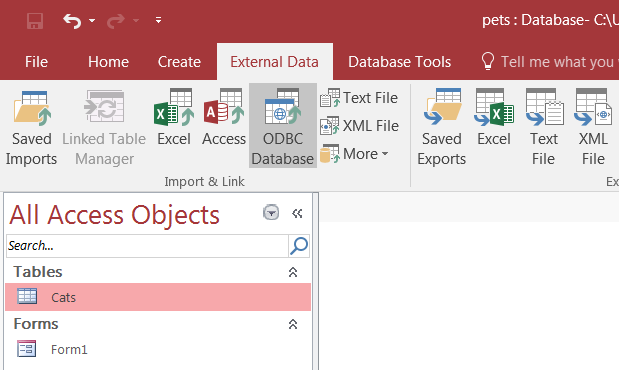 pets : Database- C:\U
File Home Create External Data Database Tools Tell me what you
Saved Imports
Linked Table Manager
Excel
Access
ODBC Database
Text File
XML File
More
Saved Exports
Excel
Text File
XML File
Import & Link
Ex
All Access Objects
Search...
Tables
Cats
Forms
Form1